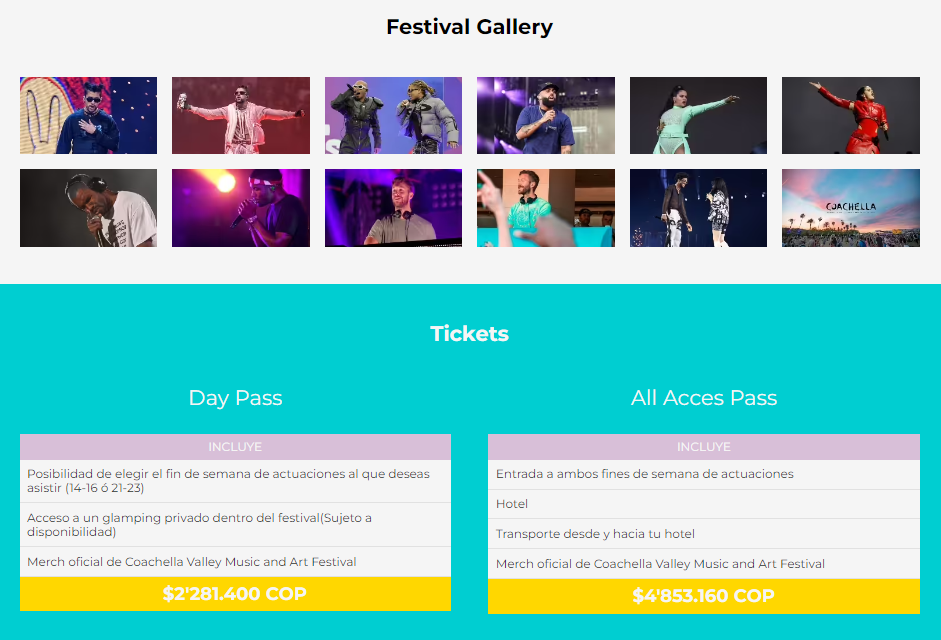 Festival Gallery
COACHELLA
Tickets
Day Pass
INCLUYE
Posibilidad de elegir el fin de semana de actuaciones al que deseas
asistir (14-16 ó 21-23)
Acceso a un glamping privado dentro del festival(Sujeto a
disponibilidad)
Merch oficial de Coachella Valley Music and Art Festival
$2'281.400 COP
All Acces Pass
INCLUYE
Entrada a ambos fines de semana de actuaciones
Hotel
Transporte desde y hacia tu hotel
Merch oficial de Coachella Valley Music and Art Festival
$4'853.160 COP